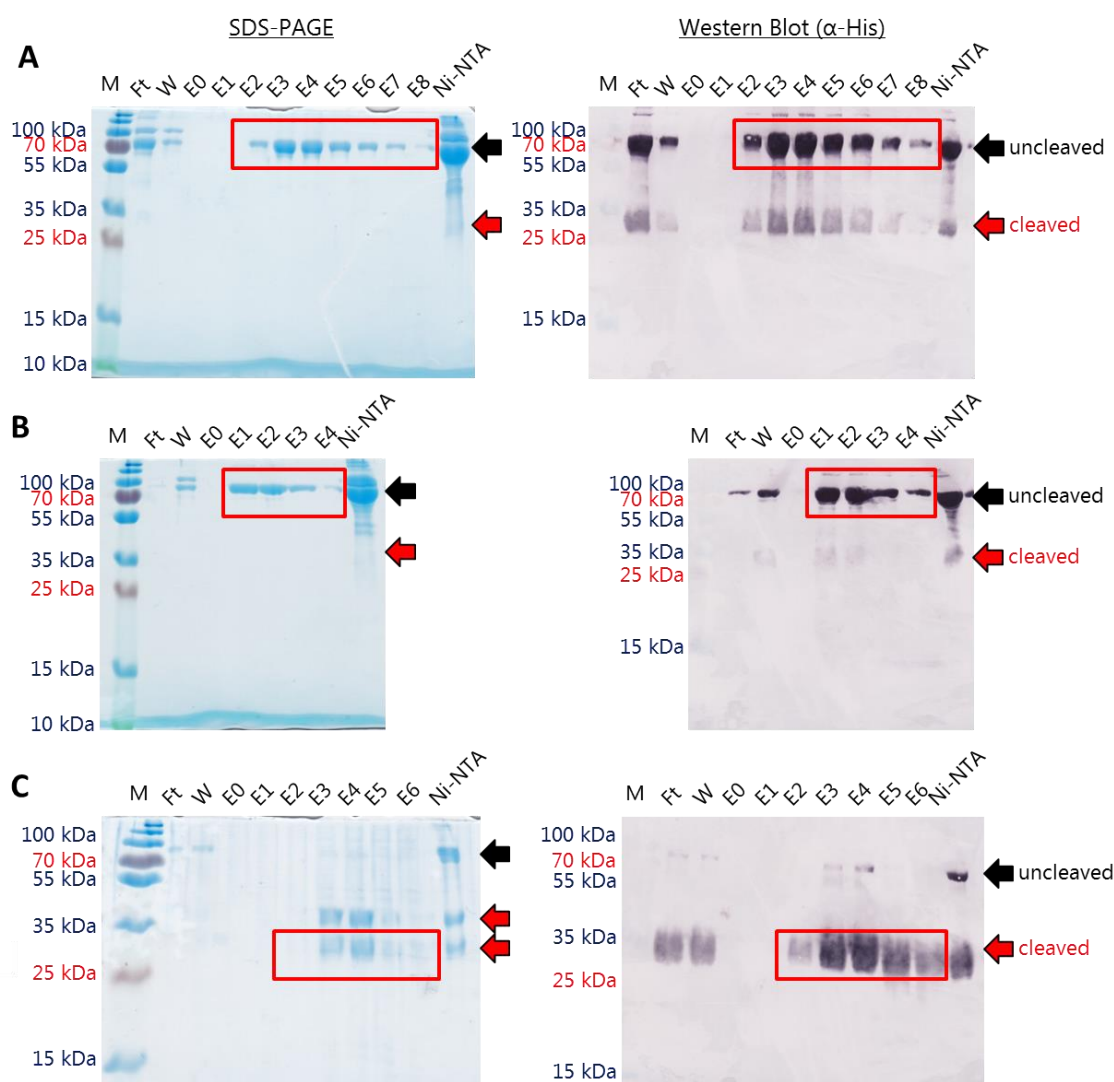 SDS-PAGE
Western Blot (α-His)
A
M Ft W E0 E1 E2 E3 E4 E5 E6 E7 E8 Ni-NTA
100 kDa
70 kDa
55 kDa
35 kDa
25 kDa
15 kDa
10 kDa
M Ft W E0 E1 E2 E3 E4 E5 E6 E7 E8 Ni-NTA
100 kDa
70 kDa
55 kDa
35 kDa
25 kDa
15 kDa
uncleaved
cleaved
B
M Ft W E0 E1 E2 E3 E4 Ni-NTA
100 kDa
70 kDa
55 kDa
35 kDa
25 kDa
15 kDa
10 kDa
M Ft W E0 E1 E2 E3 E4 Ni-NTA
100 kDa
70 kDa
55 kDa
35 kDa
25 kDa
15 kDa
uncleaved
cleaved
C
M Ft W E0 E1 E2 E3 E4 E5 E6 Ni-NTA
100 kDa
70 kDa
55 kDa
35 kDa
25 kDa
15 kDa
M Ft W E0 E1 E2 E3 E4 E5 E6 Ni-NTA
100 kDa
70 kDa
55 kDa
35 kDa
25 kDa
15 kDa
uncleaved
cleaved